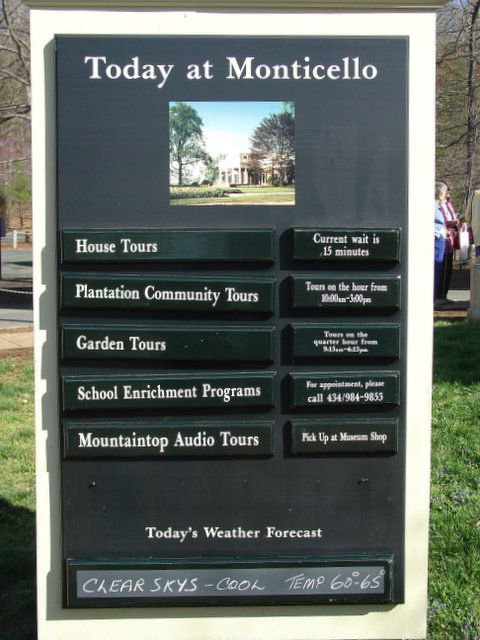 Today at Monticello
House Tours
Current wait is
15 minutes
Plantation Community Tours
Tours on the hour from
10:00am-3:00pm
Garden Tours
Tours on the
quarter hour from
9:15am-4:15pm
School Enrichment Programs
For appointment, please
call 434/984-9853
Mountaintop Audio Tours
Pick Up at Museum Shop
Today's Weather Forecast
CLEAR SKYS - COOL TEMP 60°-65°